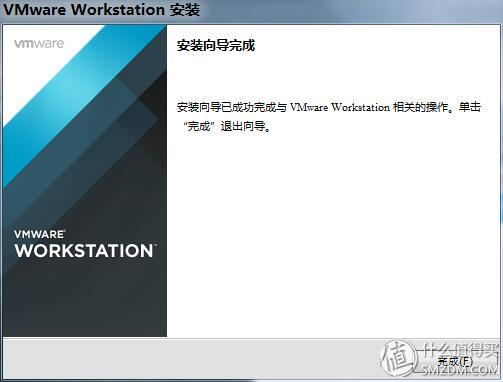 VMware Workstation 安装
vmware
安装向导完成
安装向导已成功完成与 VMware Workstation 相关的操作。单击
“完成”退出向导。
VMWARE®
WORKSTATION™
完成(F)
值 什么值得买
SMZDM.COM